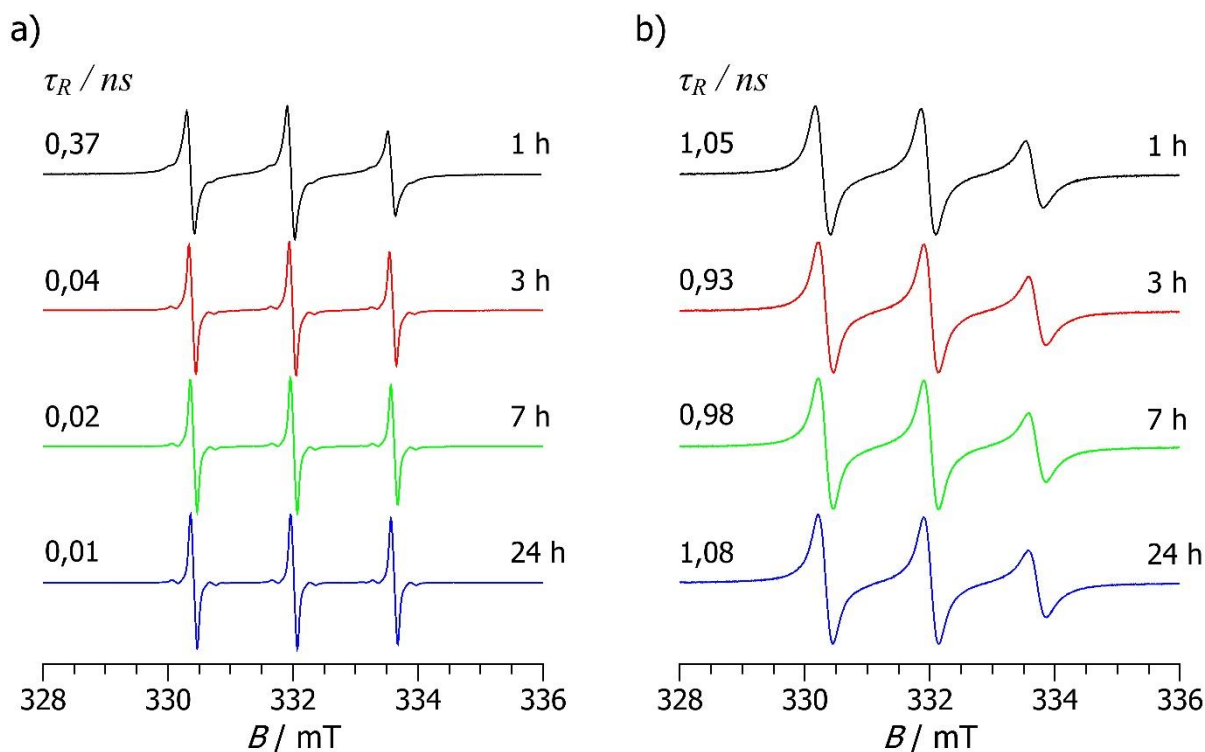 a)
τR / ns
0,37 1 h
0,04 3 h
0,02 7 h
0,01 24 h
328 330 332 334 336
B / mT
b)
τR / ns
1,05 1 h
0,93 3 h
0,98 7 h
1,08 24 h
328 330 332 334 336
B / mT